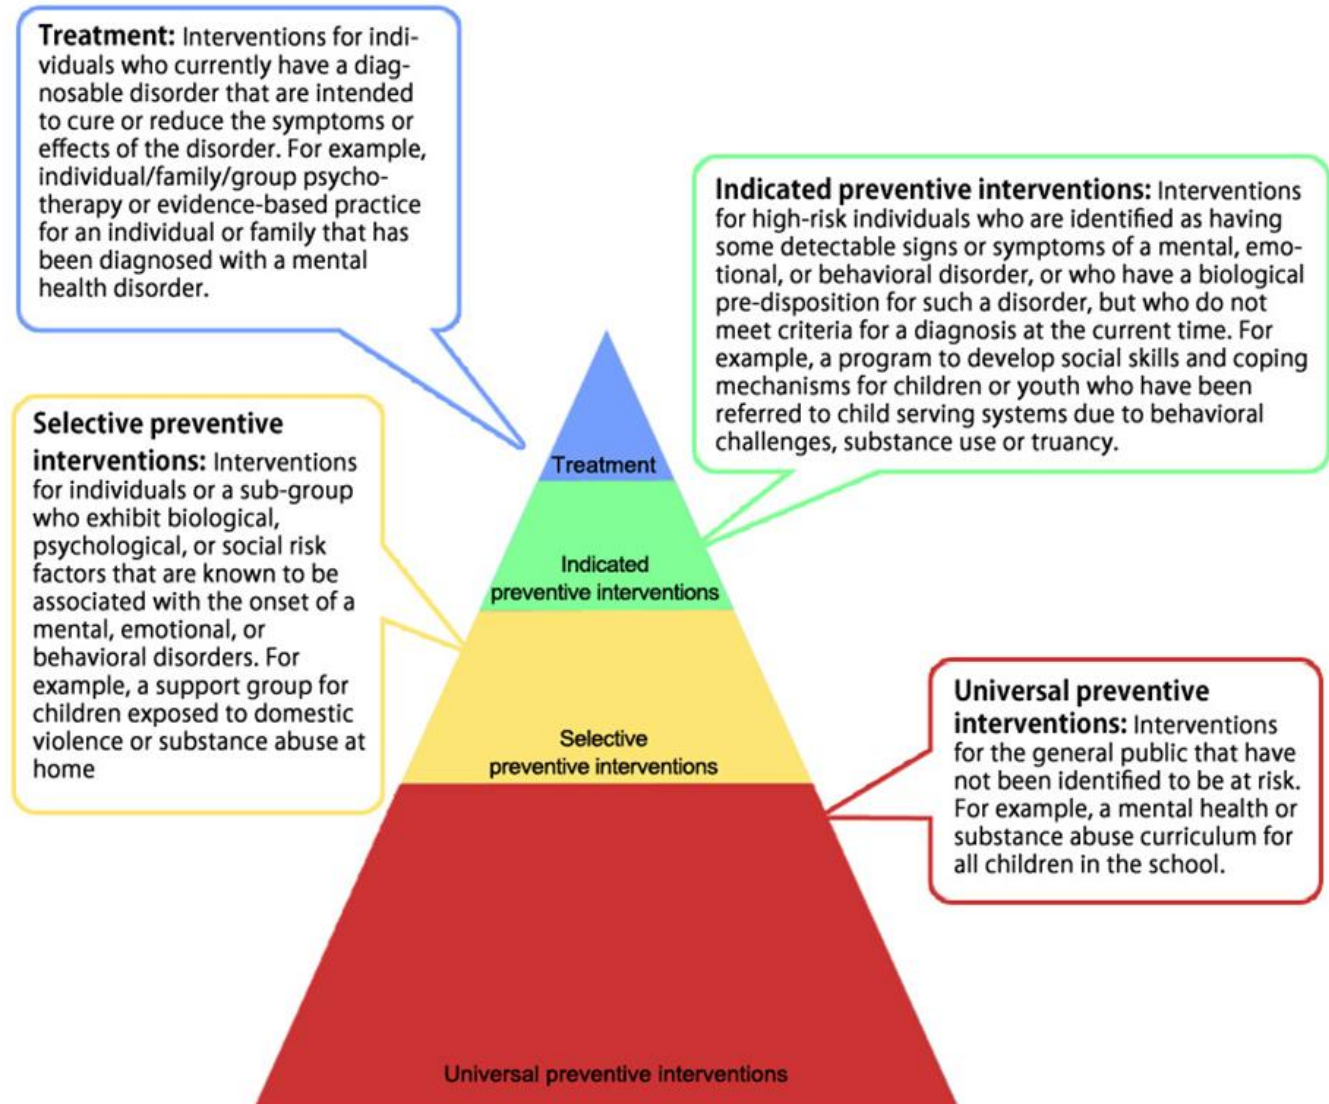 Treatment: Interventions for indi-
viduals who currently have a diag-
nosable disorder that are intended
to cure or reduce the symptoms or
effects of the disorder. For example,
individual/family/group psycho-
therapy or evidence-based practice
for an individual or family that has
been diagnosed with a mental
health disorder.
Indicated preventive interventions: Interventions
for high-risk individuals who are identified as having
some detectable signs or symptoms of a mental, emo-
tional, or behavioral disorder, or who have a biological
pre-disposition for such a disorder, but who do not
meet criteria for a diagnosis at the current time. For
example, a program to develop social skills and coping
mechanisms for children or youth who have been
referred to child serving systems due to behavioral
challenges, substance use or truancy.
Selective preventive
interventions: Interventions
for individuals or a sub-group
who exhibit biological,
psychological, or social risk
factors that are known to be
associated with the onset of a
mental, emotional, or
behavioral disorders. For
example, a support group for
children exposed to domestic
violence or substance abuse at
home
Treatment
Indicated
preventive interventions
Selective
preventive interventions
Universal preventive
interventions: Interventions
for the general public that have
not been identified to be at risk.
For example, a mental health or
substance abuse curriculum for
all children in the school.
Universal preventive interventions